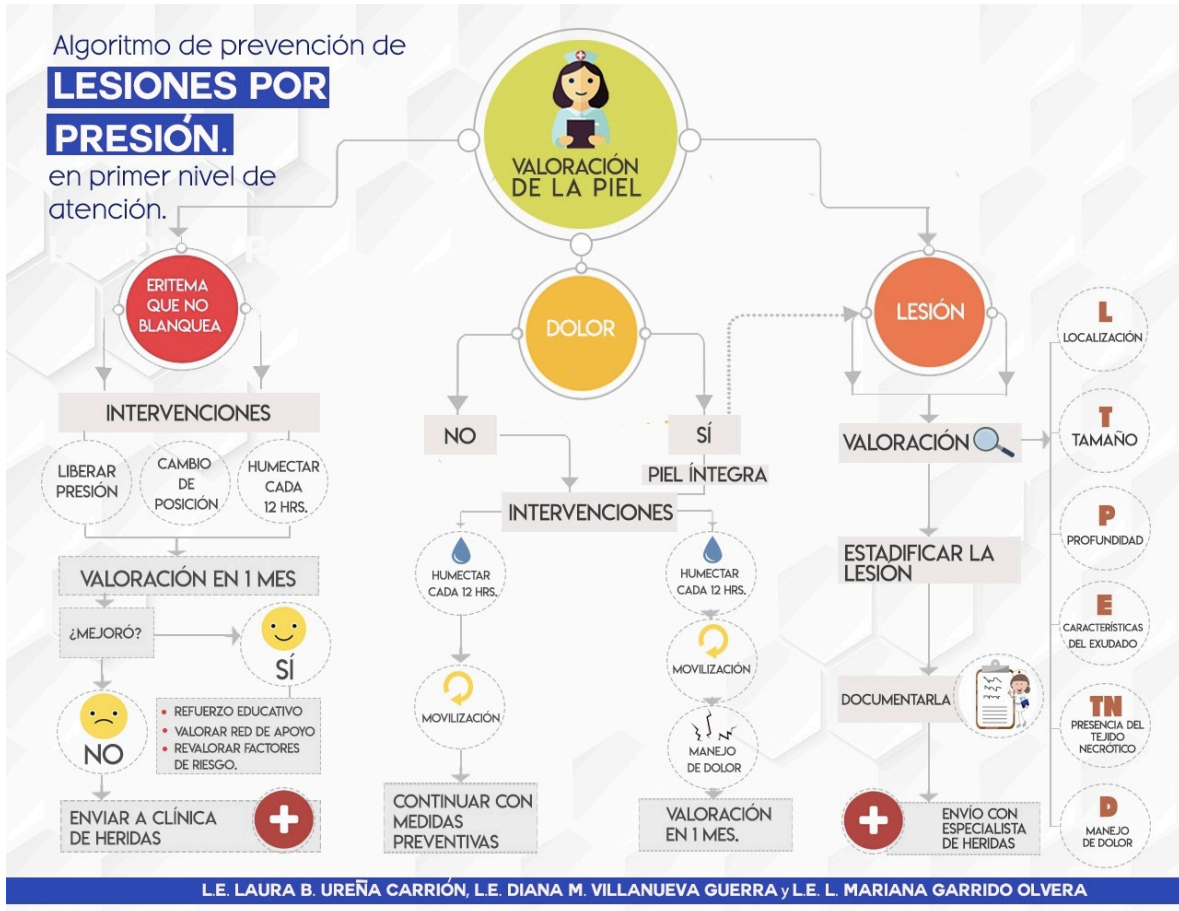 Algoritmo de prevención de
LESIONES POR
PRESIÓN.
en primer nivel de
atención.
VALORACIÓN
DE LA PIEL
ERITEMA
QUE NO
BLANQUEA
INTERVENCIONES
LIBERAR
PRESIÓN
CAMBIO
DE
POSICIÓN
HUMECTAR
CADA
12 HRS.
VALORACIÓN EN 1 MES
¿MEJORÓ?
SÍ
NO
• REFUERZO EDUCATIVO
• VALORAR RED DE APOYO
• REVALORAR FACTORES
DE RIESGO.
ENVIAR A CLÍNICA
DE HERIDAS
DOLOR
NO
SÍ
PIEL ÍNTEGRA
INTERVENCIONES
HUMECTAR
CADA 12 HRS.
MOVILIZACIÓN
CONTINUAR CON
MEDIDAS
PREVENTIVAS
HUMECTAR
CADA 12 HRS.
MOVILIZACIÓN
MANEJO
DE DOLOR
VALORACIÓN
EN 1 MES.
LESIÓN
VALORACIÓN
ESTADIFICAR LA
LESIÓN
DOCUMENTARLA
ENVÍO CON
ESPECIALISTA
DE HERIDAS
L
LOCALIZACIÓN
T
TAMAÑO
P
PROFUNDIDAD
E
CARACTERÍSTICAS
DEL EXUDADO
TN
PRESENCIA DEL
TEJIDO
NECRÓTICO
D
MANEJO
DE DOLOR
L.E. LAURA B. UREÑA CARRIÓN, L.E. DIANA M. VILLANUEVA GUERRA y L.E. L. MARIANA GARRIDO OLVERA